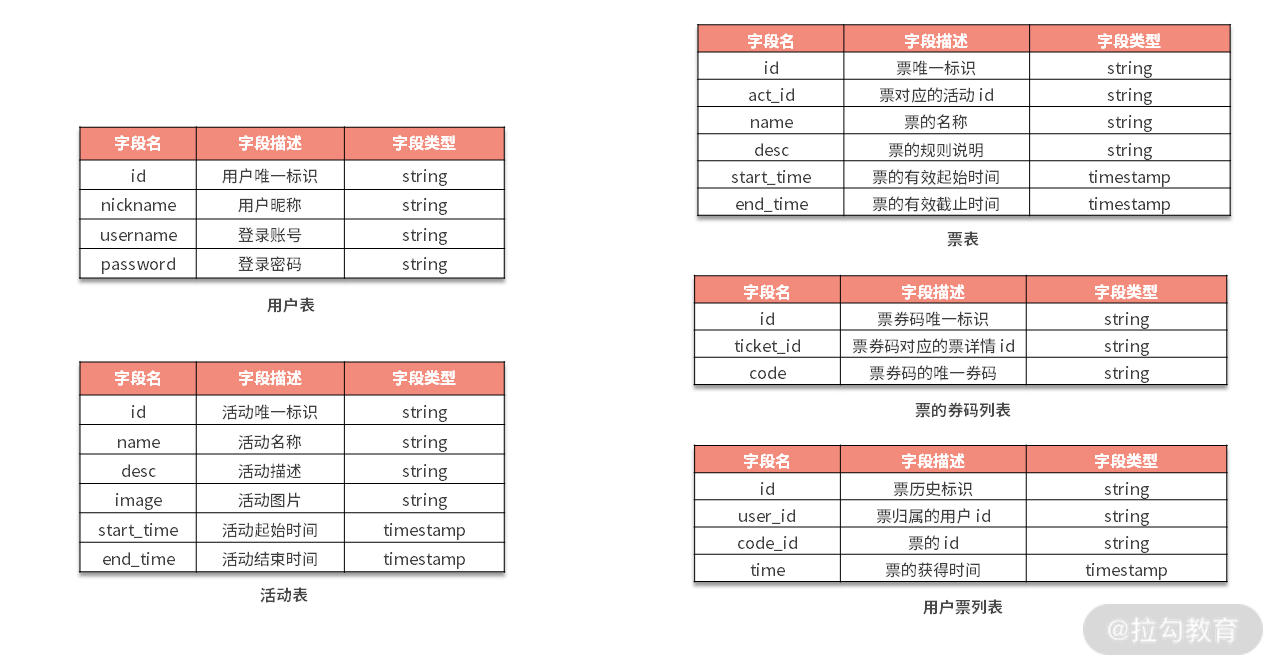 字段名 字段描述 字段类型
id 用户唯一标识 string
nickname 用户昵称 string
username 登录账号 string
password 登录密码 string
用户表
字段名 字段描述 字段类型
id 活动唯一标识 string
name 活动名称 string
desc 活动描述 string
image 活动图片 string
start_time 活动起始时间 timestamp
end_time 活动结束时间 timestamp
活动表
字段名 字段描述 字段类型
id 票唯一标识 string
act_id 票对应的活动 id string
name 票的名称 string
desc 票的规则说明 string
start_time 票的有效起始时间 timestamp
end_time 票的有效截止时间 timestamp
票表
字段名 字段描述 字段类型
id 票券码唯一标识 string
ticket_id 票券码对应的票详情 id string
code 票券码的唯一券码 string
票的券码列表
字段名 字段描述 字段类型
id 票历史标识 string
user_id 票归属的用户 id string
code_id 票的 id string
time 票的获得时间 timestamp
用户票列表
@拉勾教育